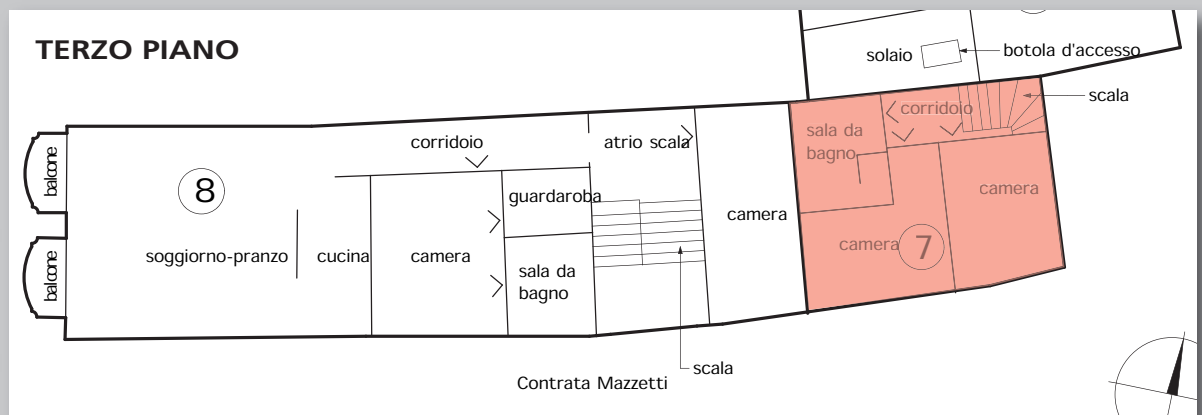 TERZO PIANO
solaio
botola d'accesso
scala
corridoio
sala da
bagno
corridoio
atrio scala
balcone
8
guardaroba
camera
camera
camera
7
soggiorno-pranzo
cucina
camera
balcone
sala da
bagno
scala
Contrata Mazzetti